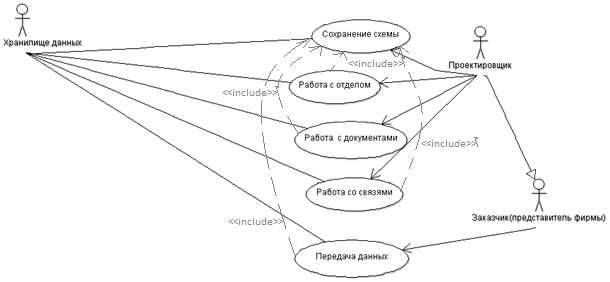 Сохранение схемы
Хранилище данных
Проектировщик
<<include>>
Работа с отделом
<<include>>
<<include>>
Работа с документами
<<include>>
Работа со связями
Заказчик(представитель фирмы)
<<include>>
Передача данных